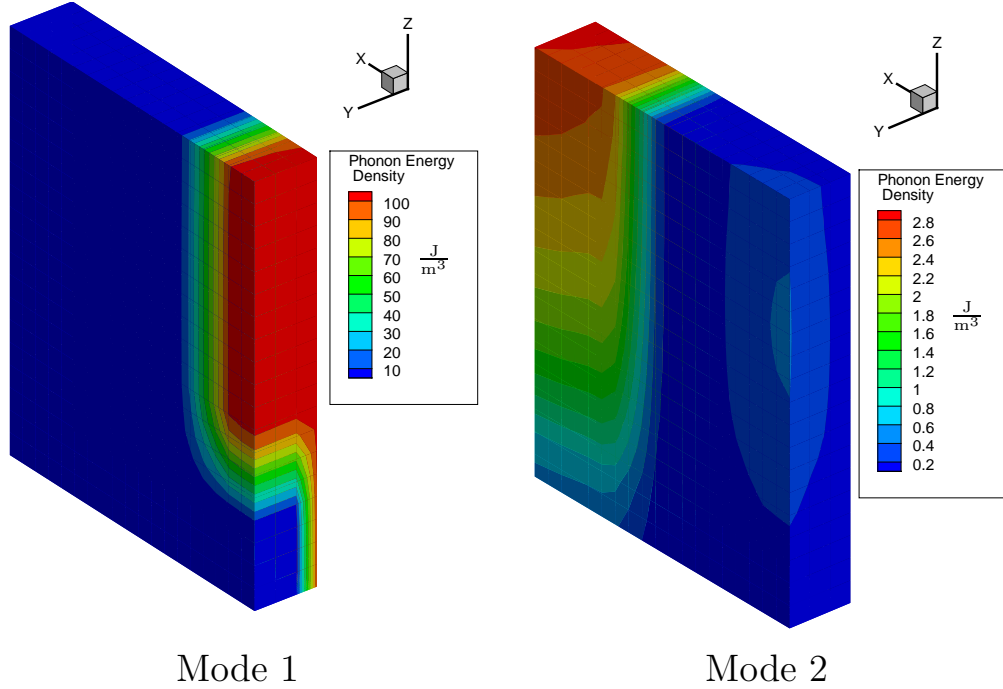 Z
X
Y
Phonon Energy
Density
100
90
80
70
60
50
40
30
20
10
J
m³
Mode 1
Z
X
Y
Phonon Energy
Density
2.8
2.6
2.4
2.2
2
1.8
1.6
1.4
1.2
1
0.8
0.6
0.4
0.2
J
m³
Mode 2